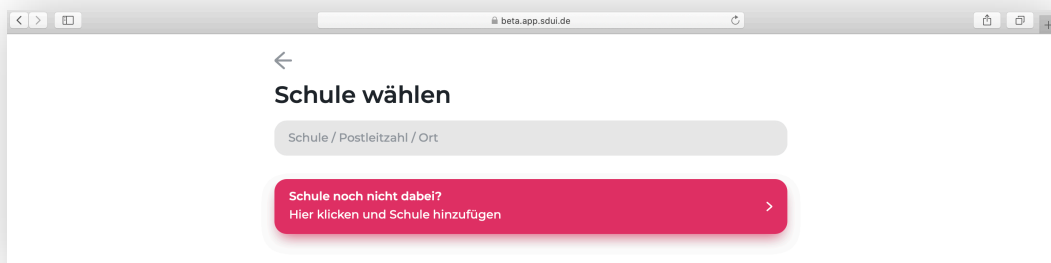 beta.app.sdui.de
Schule wählen
Schule / Postleitzahl / Ort
Schule noch nicht dabei?
Hier klicken und Schule hinzufügen